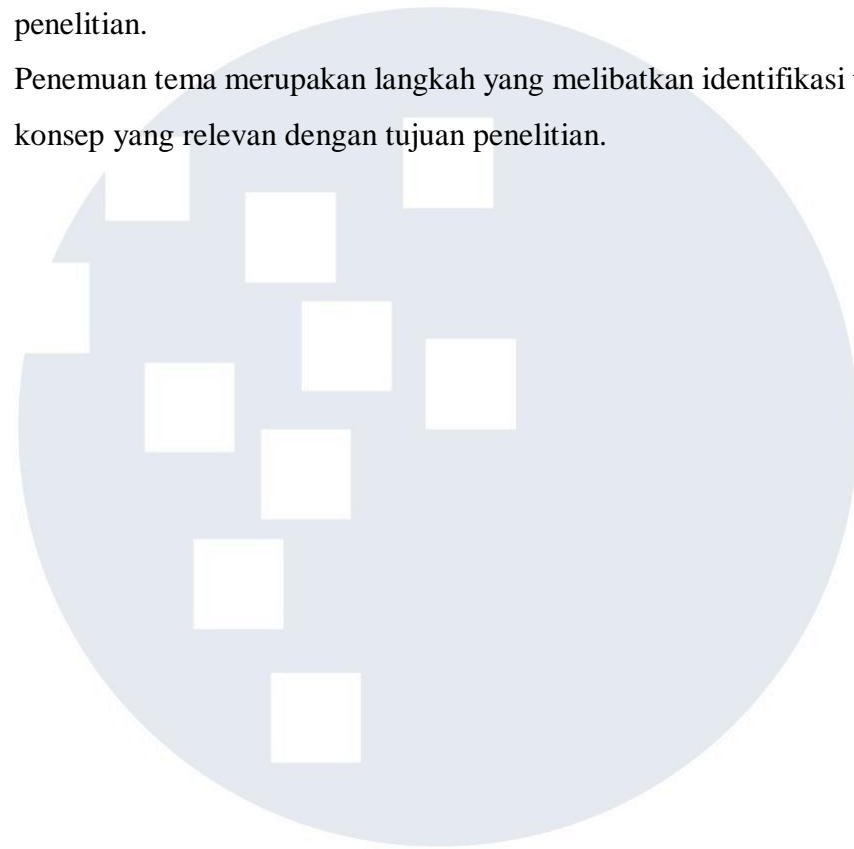 penelitian.
Penemuan tema merupakan langkah yang melibatkan identifikasi
konsep yang relevan dengan tujuan penelitian.